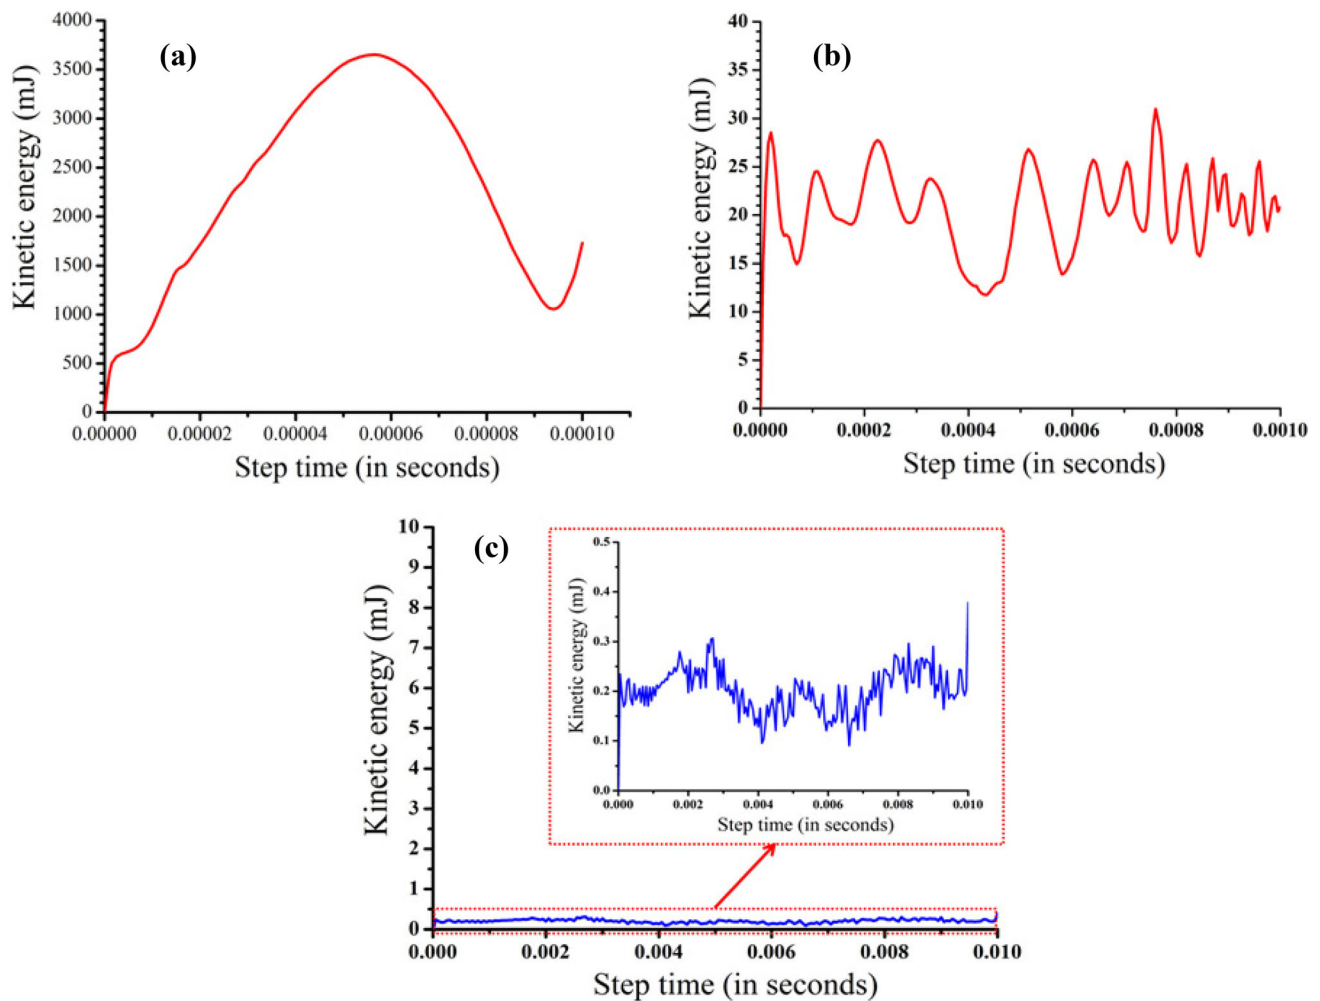 (a)
Kinetic energy (mJ)
4000
3500
3000
2500
2000
1500
1000
500
0
0.00000 0.00002 0.00004 0.00006 0.00008 0.00010
Step time (in seconds)
(b)
Kinetic energy (mJ)
40
35
30
25
20
15
10
5
0
0.0000 0.0002 0.0004 0.0006 0.0008 0.0010
Step time (in seconds)
(c)
Kinetic energy (mJ)
10
9
8
7
6
5
4
3
2
1
0
0.000 0.002 0.004 0.006 0.008 0.010
Step time (in seconds)
Kinetic energy (mJ)
0.5
0.4
0.3
0.2
0.1
0.0
0.000 0.002 0.004 0.006 0.008 0.010
Step time (in seconds)